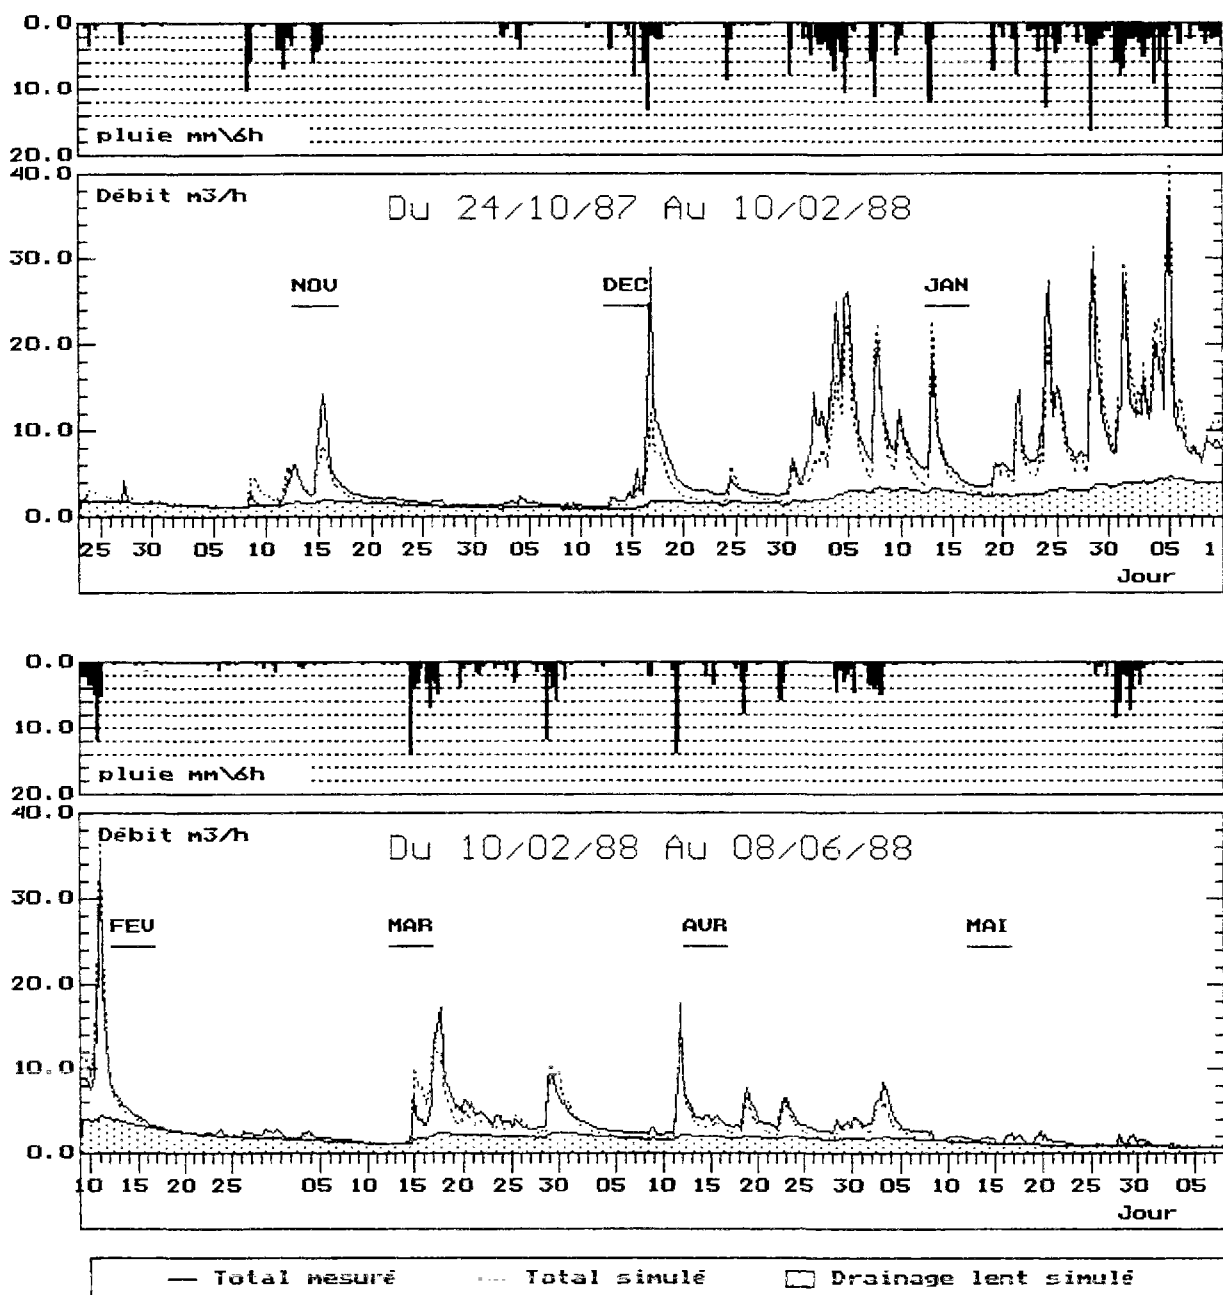 0.0
10.0
pluie mm\6h
20.0
40.0
Débit m3/h
Du 24/10/87 Au 10/02/88
30.0
NOV DEC JAN
20.0
10.0
0.0
25 30 05 10 15 20 25 30 05 10 15 20 25 30 05 10 15 20 25 30 05 1
Jour
0.0
10.0
pluie mm\6h
20.0
40.0
Débit m3/h
Du 10/02/88 Au 08/06/88
30.0
FEV MAR AVR MAI
20.0
10.0
0.0
10 15 20 25 05 10 15 20 25 30 05 10 15 20 25 30 05 10 15 20 25 30 05
Jour
Total mesuré Total simulé Drainage lent simulé